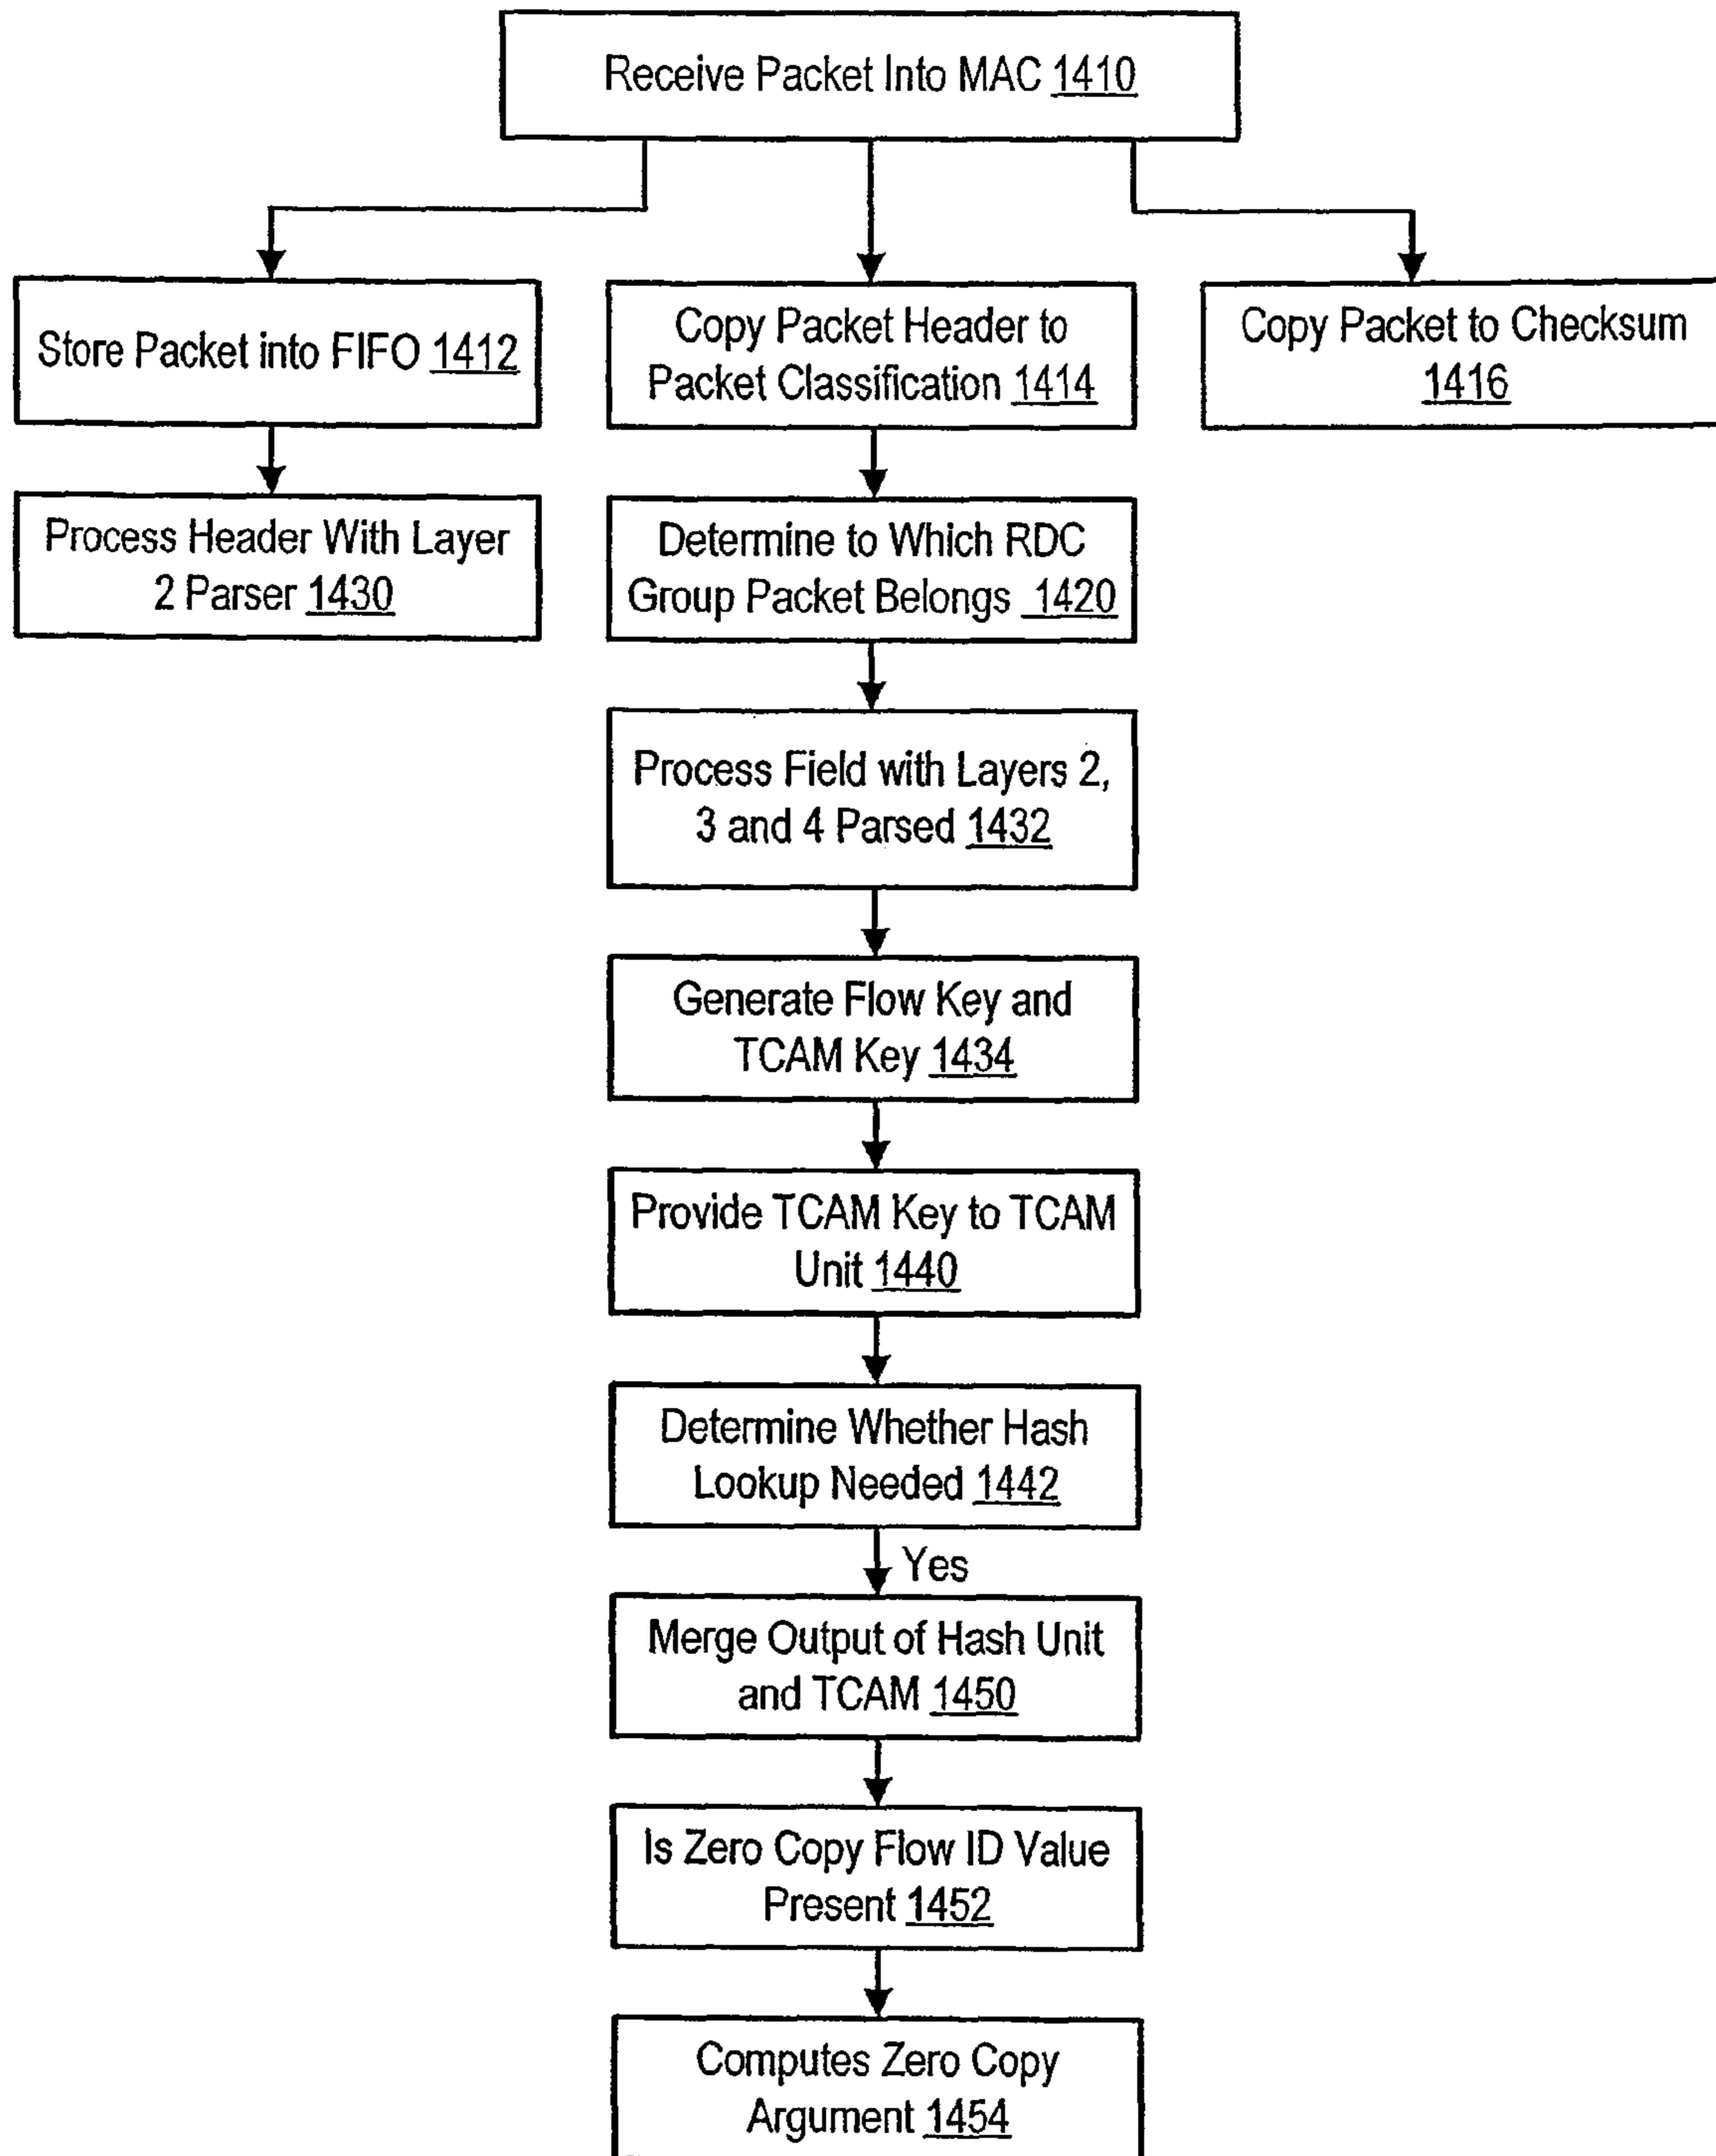 Receive Packet Into MAC 1410
Store Packet into FIFO 1412
Copy Packet Header to
Packet Classification 1414
Copy Packet to Checksum
1416
Process Header With Layer
2 Parser 1430
Determine to Which RDC
Group Packet Belongs 1420
Process Field with Layers 2,
3 and 4 Parsed 1432
Generate Flow Key and
TCAM Key 1434
Provide TCAM Key to TCAM
Unit 1440
Determine Whether Hash
Lookup Needed 1442
Yes
Merge Output of Hash Unit
and TCAM 1450
Is Zero Copy Flow ID Value
Present 1452
Computes Zero Copy
Argument 1454